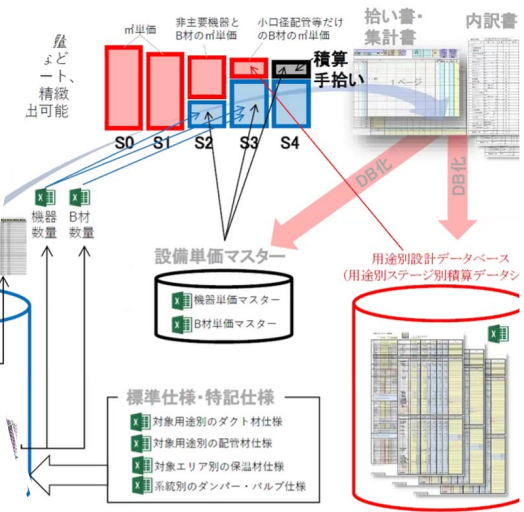 ㎡単価
非主要機器と
B材の㎡単価
小口径配管等だけ
のB材の㎡単価
拾い書・
集計書
内訳書
など
ート、
精緻
出可能
積算
手拾い
1 ページ
S0
S1
S2
S3
S4
DB化
DB化
機器
数量
B材
数量
設備単価マスター
機器単価マスター
B材単価マスター
用途別設計データベース
(用途別ステージ別積算データシ
標準仕様・特記仕様
対象用途別のダクト材仕様
対象用途別の配管材仕様
対象エリア別の保温材仕様
系統別のダンパー・バルブ仕様